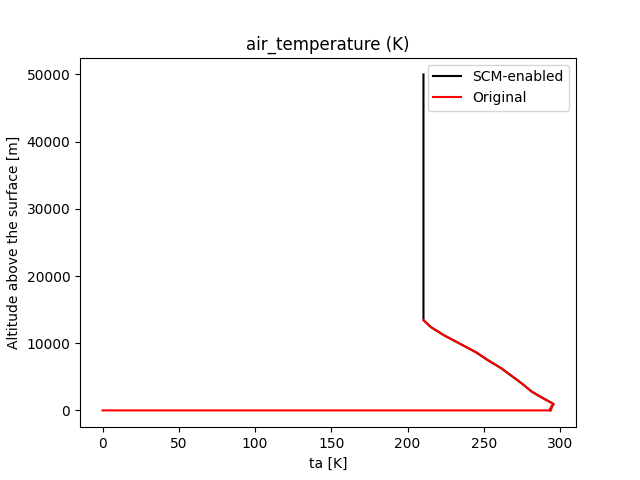 air_temperature (K)
SCM-enabled
Original
50000
40000
30000
20000
10000
0
Altitude above the surface [m]
0 50 100 150 200 250 300
ta [K]